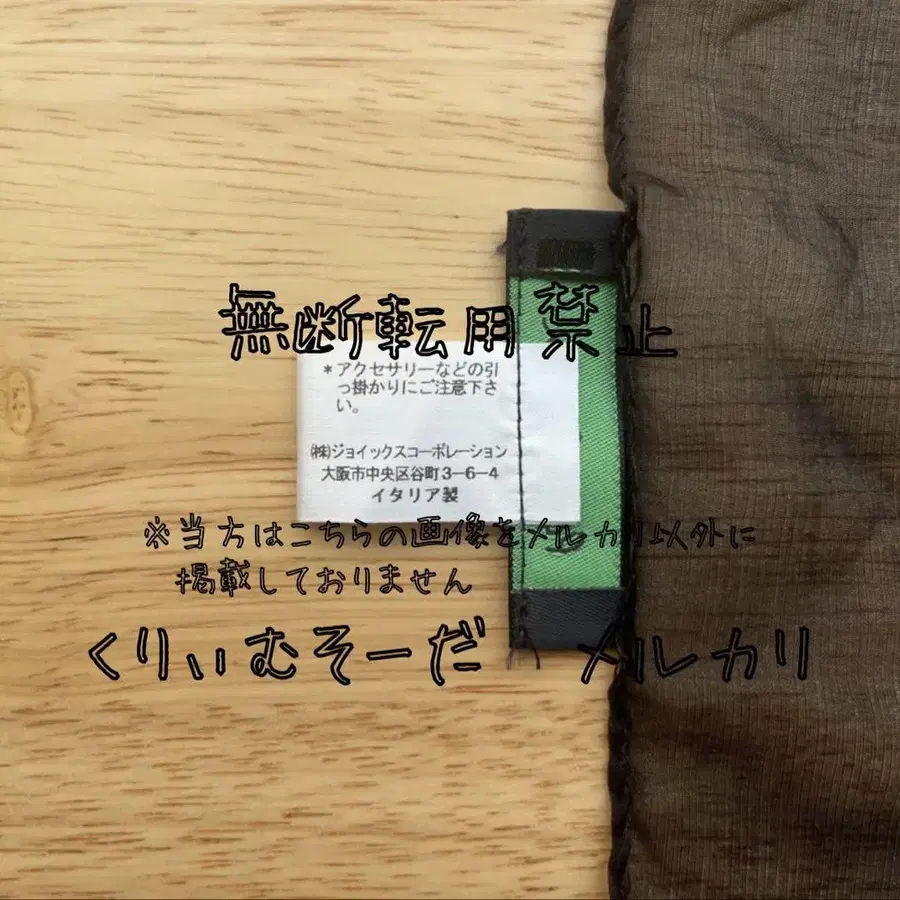 無断転用禁止
*アクセサリーなどの引
っ掛かりにご注意下さ
い。
㈱ジョイックスコーポレーション
大阪市中央区谷町3-6-4
イタリア製
※当方はこちらの画像をメルカリ以外に
掲載しておりません
くりぃむそーだ メルカリ